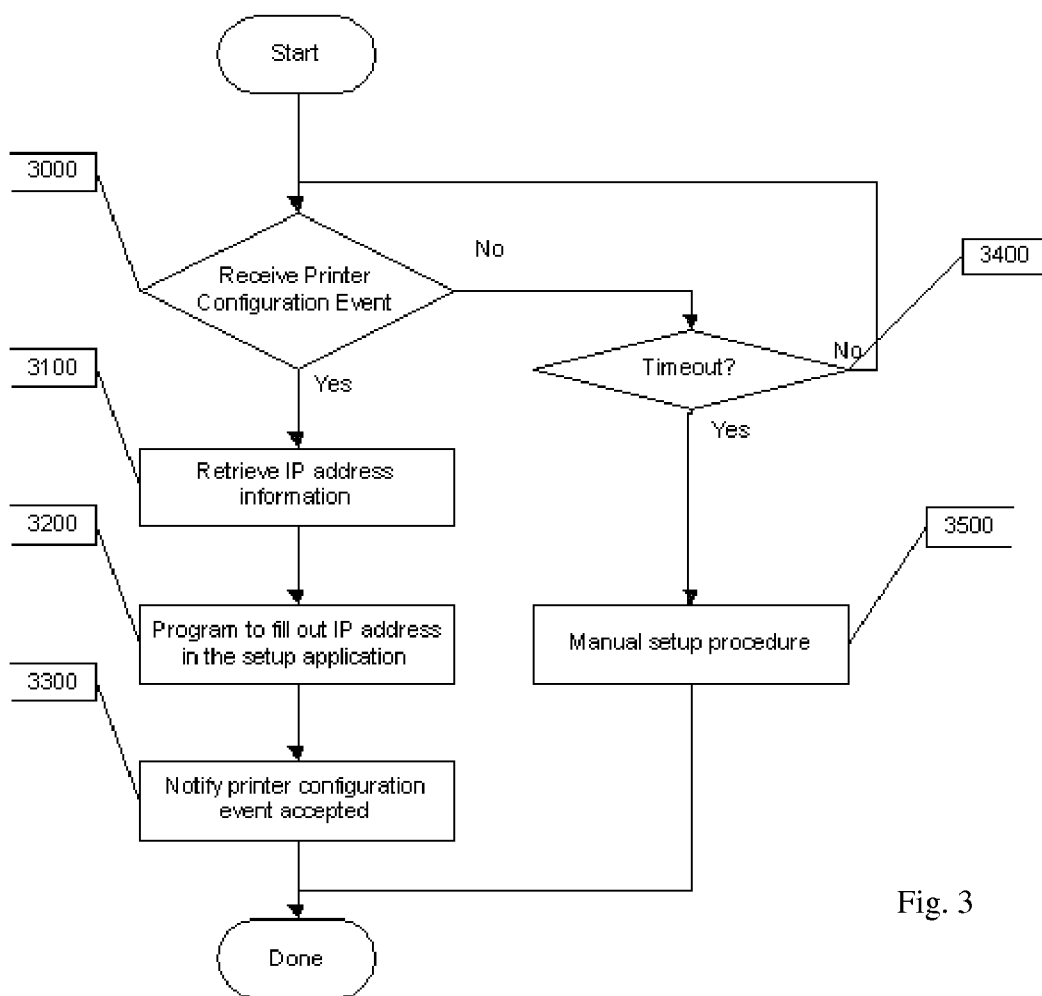 Start
3000
Receive Printer
Configuration Event
No
3400
Timeout?
No
3100
Yes
Yes
Retrieve IP address
information
3200
3500
Program to fill out IP address
in the setup application
Manual setup procedure
3300
Notify printer configuration
event accepted
Fig. 3
Done